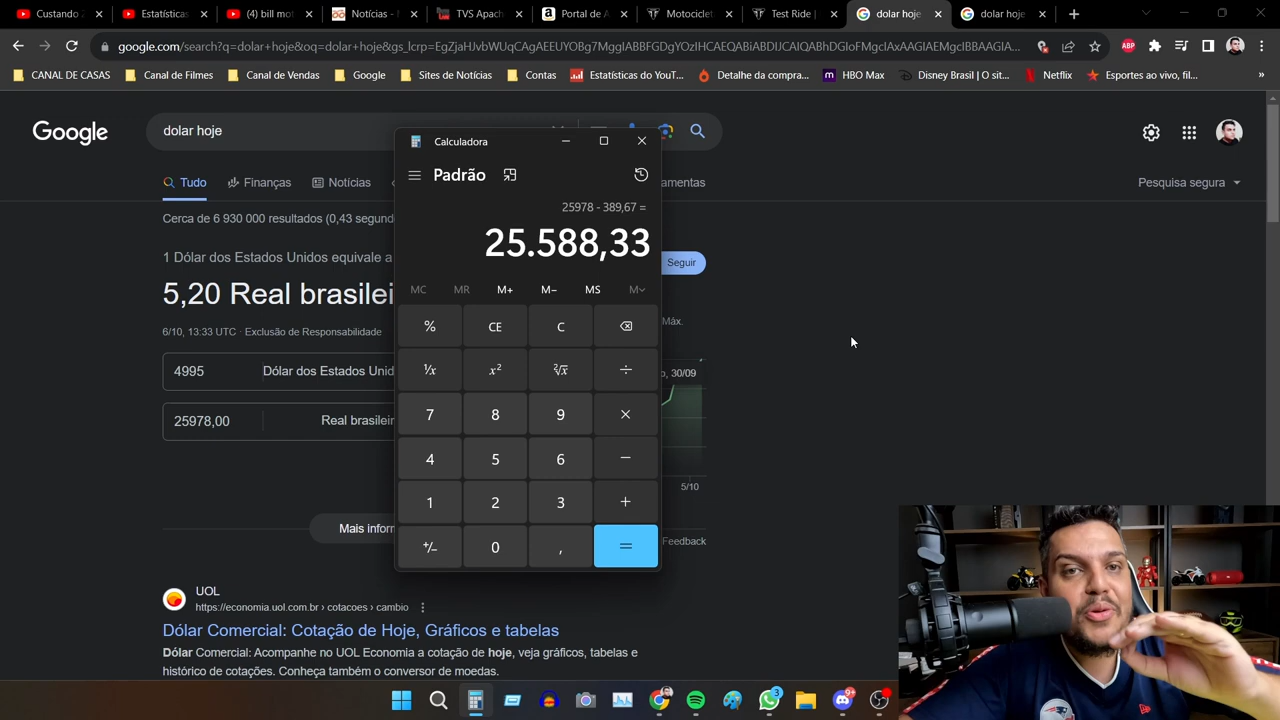 Custando 2
Estatísticas
(4) bill mot
Notícias - F
TVS Apach
Portal de A
Motociclet
Test Ride |
dolar hoje
dolar hoje
google.com/search?q=dolar+hoje&oq=dolar+hoje&gs_lcrp=
ABP
CANAL DE CASAS
Canal de Filmes
Canal de Vendas
Google
Sites de Notícias
Contas
Estatísticas do YouT...
Detalhe da compra...
HBO Max
Disney Brasil | O sit...
Netflix
Esportes ao vivo, fil...
»
Google
dolar hoje
Tudo
Finanças
Notícias
amentas
Pesquisa segura
Cerca de 6 930 000 resultados (0,43 segund
1 Dólar dos Estados Unidos equivale a
Seguir
5,20 Real brasilei
6/10, 13:33 UTC · Exclusão de Responsabilidade
4995
Dólar dos Estados Unid
25978,00
Real brasileir
Máx.
o, 30/09
5/10
Mais inform
Feedback
Calculadora
Padrão
25978 - 389,67 =
25.588,33
MC
MR
M+
M−
MS
M˅
%
CE
C
⅟x
x²
²√x
÷
7
8
9
×
4
5
6
−
1
2
3
+
+/−
0
,
=
UOL
https://economia.uol.com.br › cotacoes › cambio
Dólar Comercial: Cotação de Hoje, Gráficos e tabelas
Dólar Comercial: Acompanhe no UOL Economia a cotação de hoje, veja gráficos, tabelas e
histórico de cotações. Conheça também o conversor de moedas.
3
9+
PATRIOTS